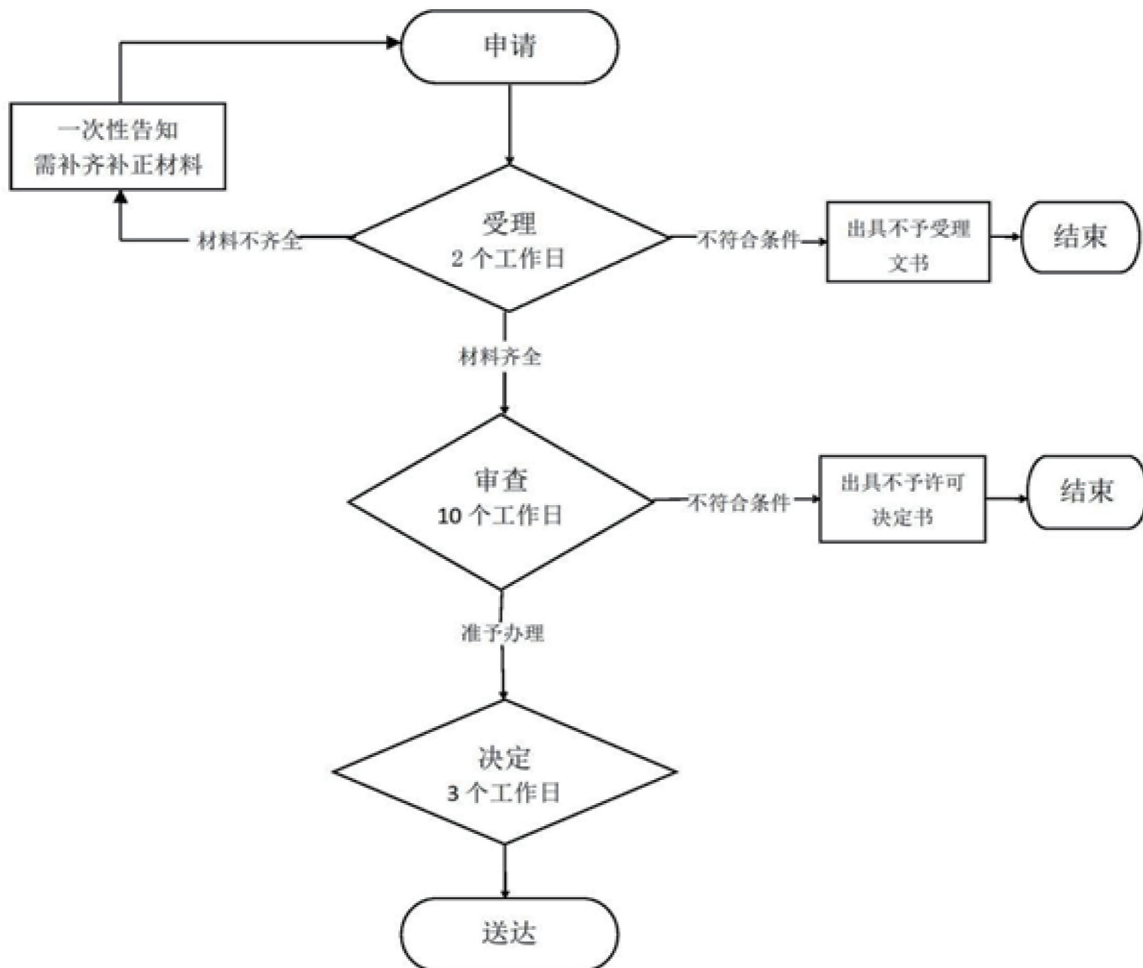 申请
一次性告知
需补齐补正材料
受理
2 个工作日
材料不齐全
不符合条件
出具不予受理
文书
结束
材料齐全
审查
10 个工作日
不符合条件
出具不予许可
决定书
结束
准予办理
决定
3 个工作日
送达